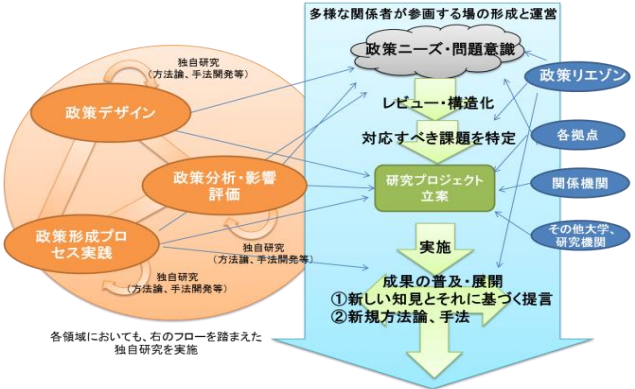 多様な関係者が参画する場の形成と運営
政策ニーズ・問題意識
レビュー・構造化
対応すべき課題を特定
研究プロジェクト
立案
実施
成果の普及・展開
①新しい知見とそれに基づく提言
②新規方法論、手法
独自研究
(方法論、手法開発等)
政策デザイン
政策分析・影響
評価
政策形成プロ
セス実践
独自研究
(方法論、手法開発等)
独自研究
(方法論、手法開発等)
各領域においても、右のフローを踏まえた
独自研究を実施
政策リエゾン
各拠点
関係機関
その他大学、
研究機関